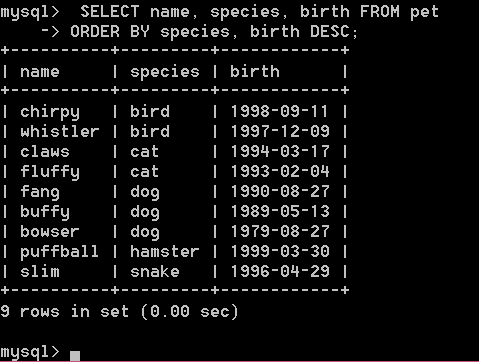 mysql>  SELECT name, species, birth FROM pet
    -> ORDER BY species, birth DESC;
+----------+---------+------------+
| name     | species | birth      |
+----------+---------+------------+
| chirpy   | bird    | 1998-09-11 |
| whistler | bird    | 1997-12-09 |
| claws    | cat     | 1994-03-17 |
| fluffy   | cat     | 1993-02-04 |
| fang     | dog     | 1990-08-27 |
| buffy    | dog     | 1989-05-13 |
| bowser   | dog     | 1979-08-27 |
| puffball | hamster | 1999-03-30 |
| slim     | snake   | 1996-04-29 |
+----------+---------+------------+
9 rows in set (0.00 sec)
mysql>